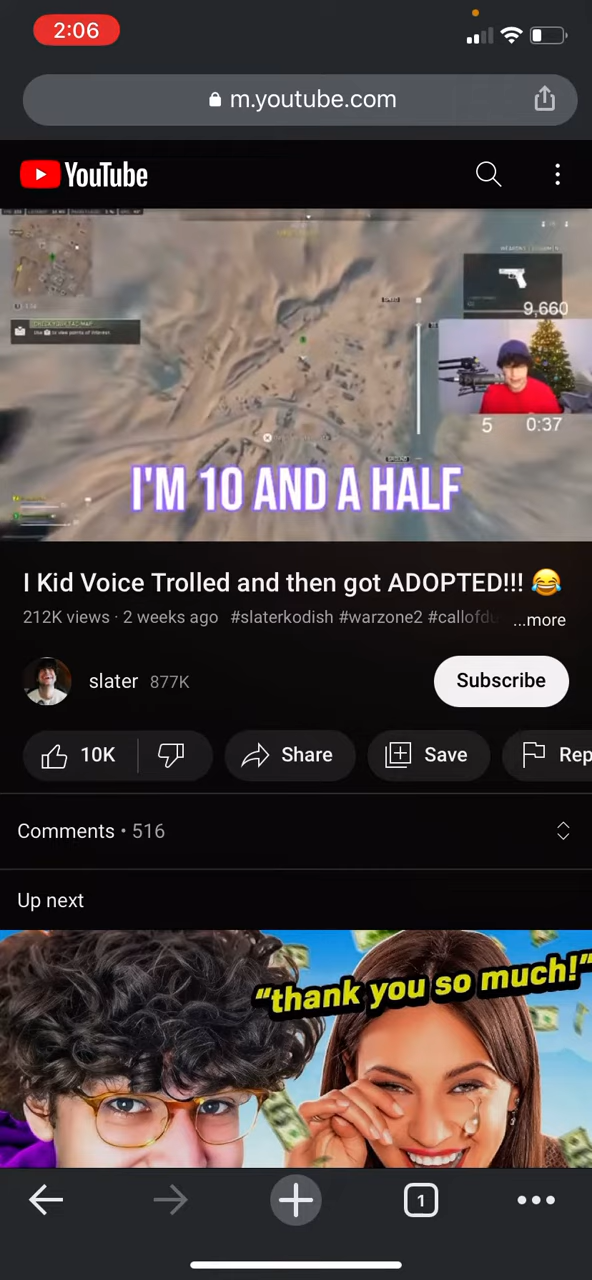 2:06
m.youtube.com
YouTube
9,660
5 0:37
I'M 10 AND A HALF
I Kid Voice Trolled and then got ADOPTED!!! 😂
212K views · 2 weeks ago #slaterkodish #warzone2 #callofdu ...more
slater 877K
Subscribe
10K
Share
Save
Rep
Comments • 516
Up next
“thank you so much!”
1